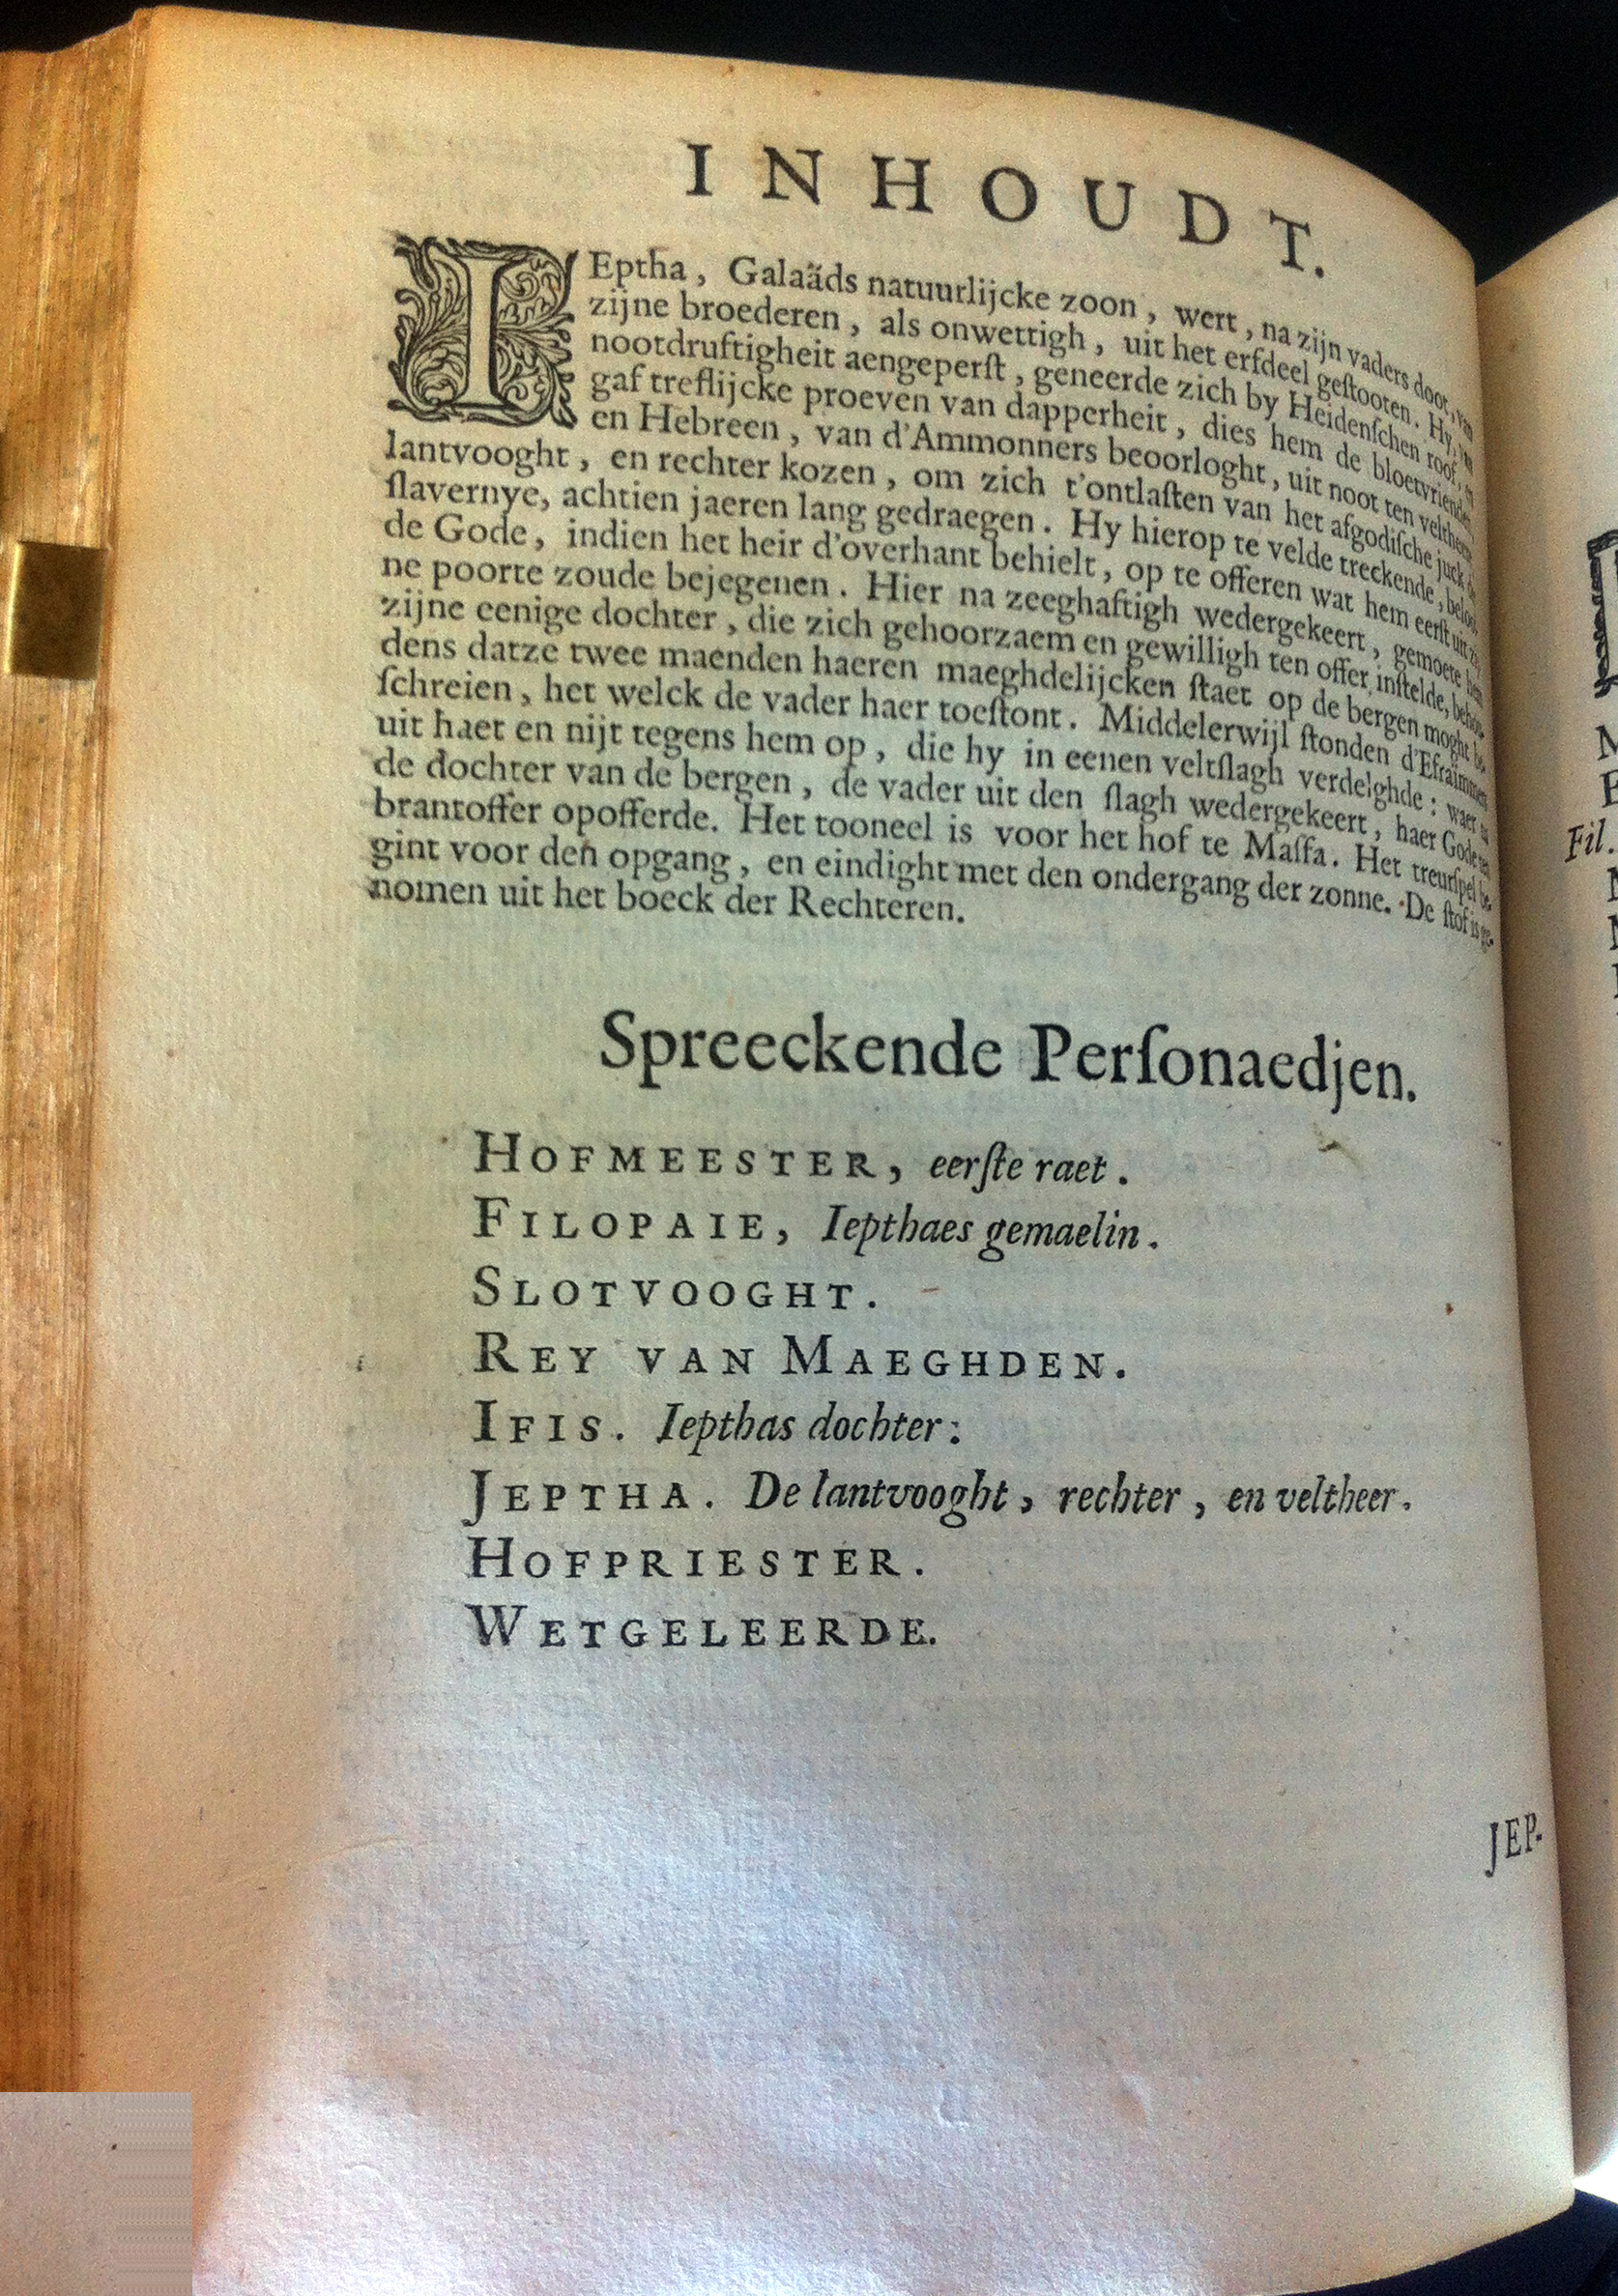 INHOUDT.
IEptha, Galaäds natuurlijcke zoon, wert, na zijn vaders doot, van
zijne broederen, als onwettigh, uit het erfdeel geſtooten. Hy, van
nootdruftigheit aengeperſt, geneerde zich by Heidenſchen roof, en
gaf treflijcke proeven van dapperheit, dies hem de bloetvrienden
en Hebreen, van d'Ammonners beoorloght, uit noot ten veltheere
lantvooght, en rechter kozen, om zich t'ontlaſten van het afgodiſche juck
ſlavernye, achtien jaeren lang gedraegen. Hy hierop te velde treckende, beloof-
de Gode, indien het heir d'overhant behielt, op te offeren wat hem eerſt uit zij-
ne poorte zoude bejegenen. Hier na zeeghaftigh wedergekeert, gemoete hem
zijne eenige dochter, die zich gehoorzaem en gewilligh ten offer inſtelde, behou-
dens datze twee maenden haeren maeghdelijcken ſtaet op de bergen moght be-
ſchreien, het welck de vader haer toeſtont. Middelerwijl ſtonden d'Efraïmmers
uit haet en nijt tegens hem op, die hy in eenen veltſlagh verdelghde: waer na
de dochter van de bergen, de vader uit den ſlagh wedergekeert, haer Gode ten
brantoffer opofferde. Het tooneel is voor het hof te Maſſa. Het treurſpel be-
gint voor den opgang, en eindight met den ondergang der zonne. De ſtof is ge-
nomen uit het boeck der Rechteren.
Spreeckende Perſonaedjen.
HOFMEESTER, eerſte raet.
FILOPAIE, Iepthaes gemaelin.
SLOTVOOGHT.
REY VAN MAEGHDEN.
IFIS. Iepthas dochter:
JEPTHA. De lantvooght, rechter, en veltheer.
HOFPRIESTER.
WETGELEERDE.
JEP-
Fil.